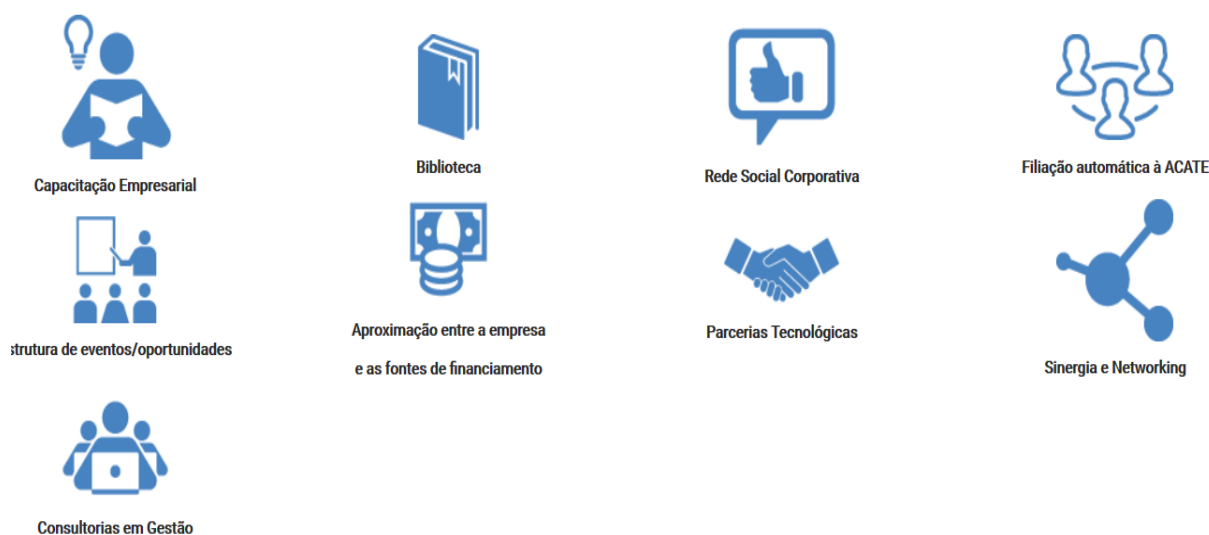 Capacitação Empresarial
Biblioteca
Rede Social Corporativa
Filiação automática à ACATE
strutura de eventos/oportunidades
Aproximação entre a empresa
e as fontes de financiamento
Parcerias Tecnológicas
Sinergia e Networking
Consultorias em Gestão